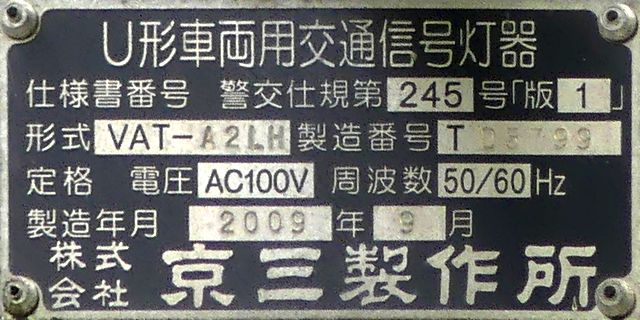 U形車両用交通信号灯器
仕様書番号 警交仕規第 245 号「版 1 」
形式 VAT-A2LH 製造番号 T D5799
定格 電圧 AC100V 周波数 50/60 Hz
製造年月 2009 年 9 月
株式会社 京三製作所